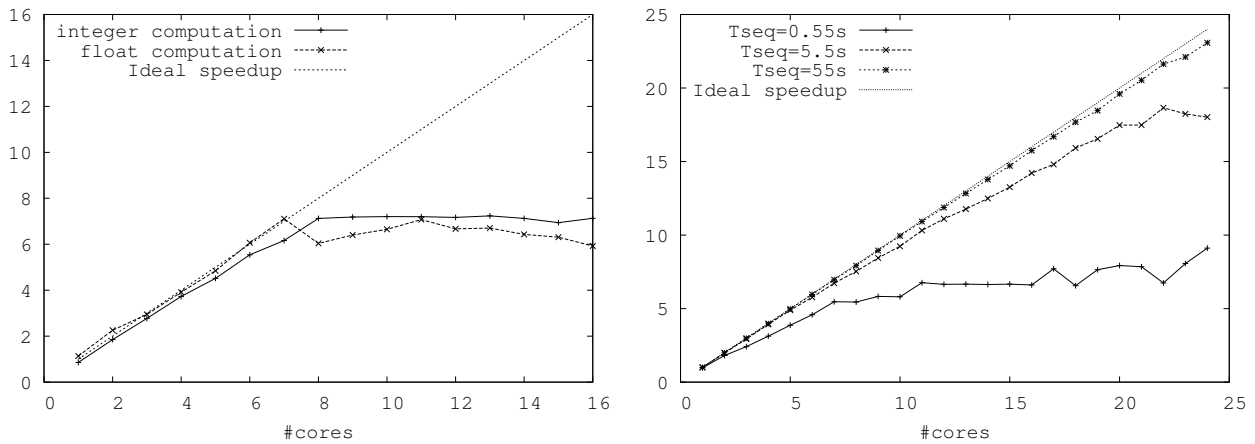 16
14
12
10
8
6
4
2
0
integer computation
float computation
Ideal speedup
0 2 4 6 8 10 12 14 16
#cores
25
20
15
10
5
0
Tseq=0.55s
Tseq=5.5s
Tseq=55s
Ideal speedup
0 5 10 15 20 25
#cores